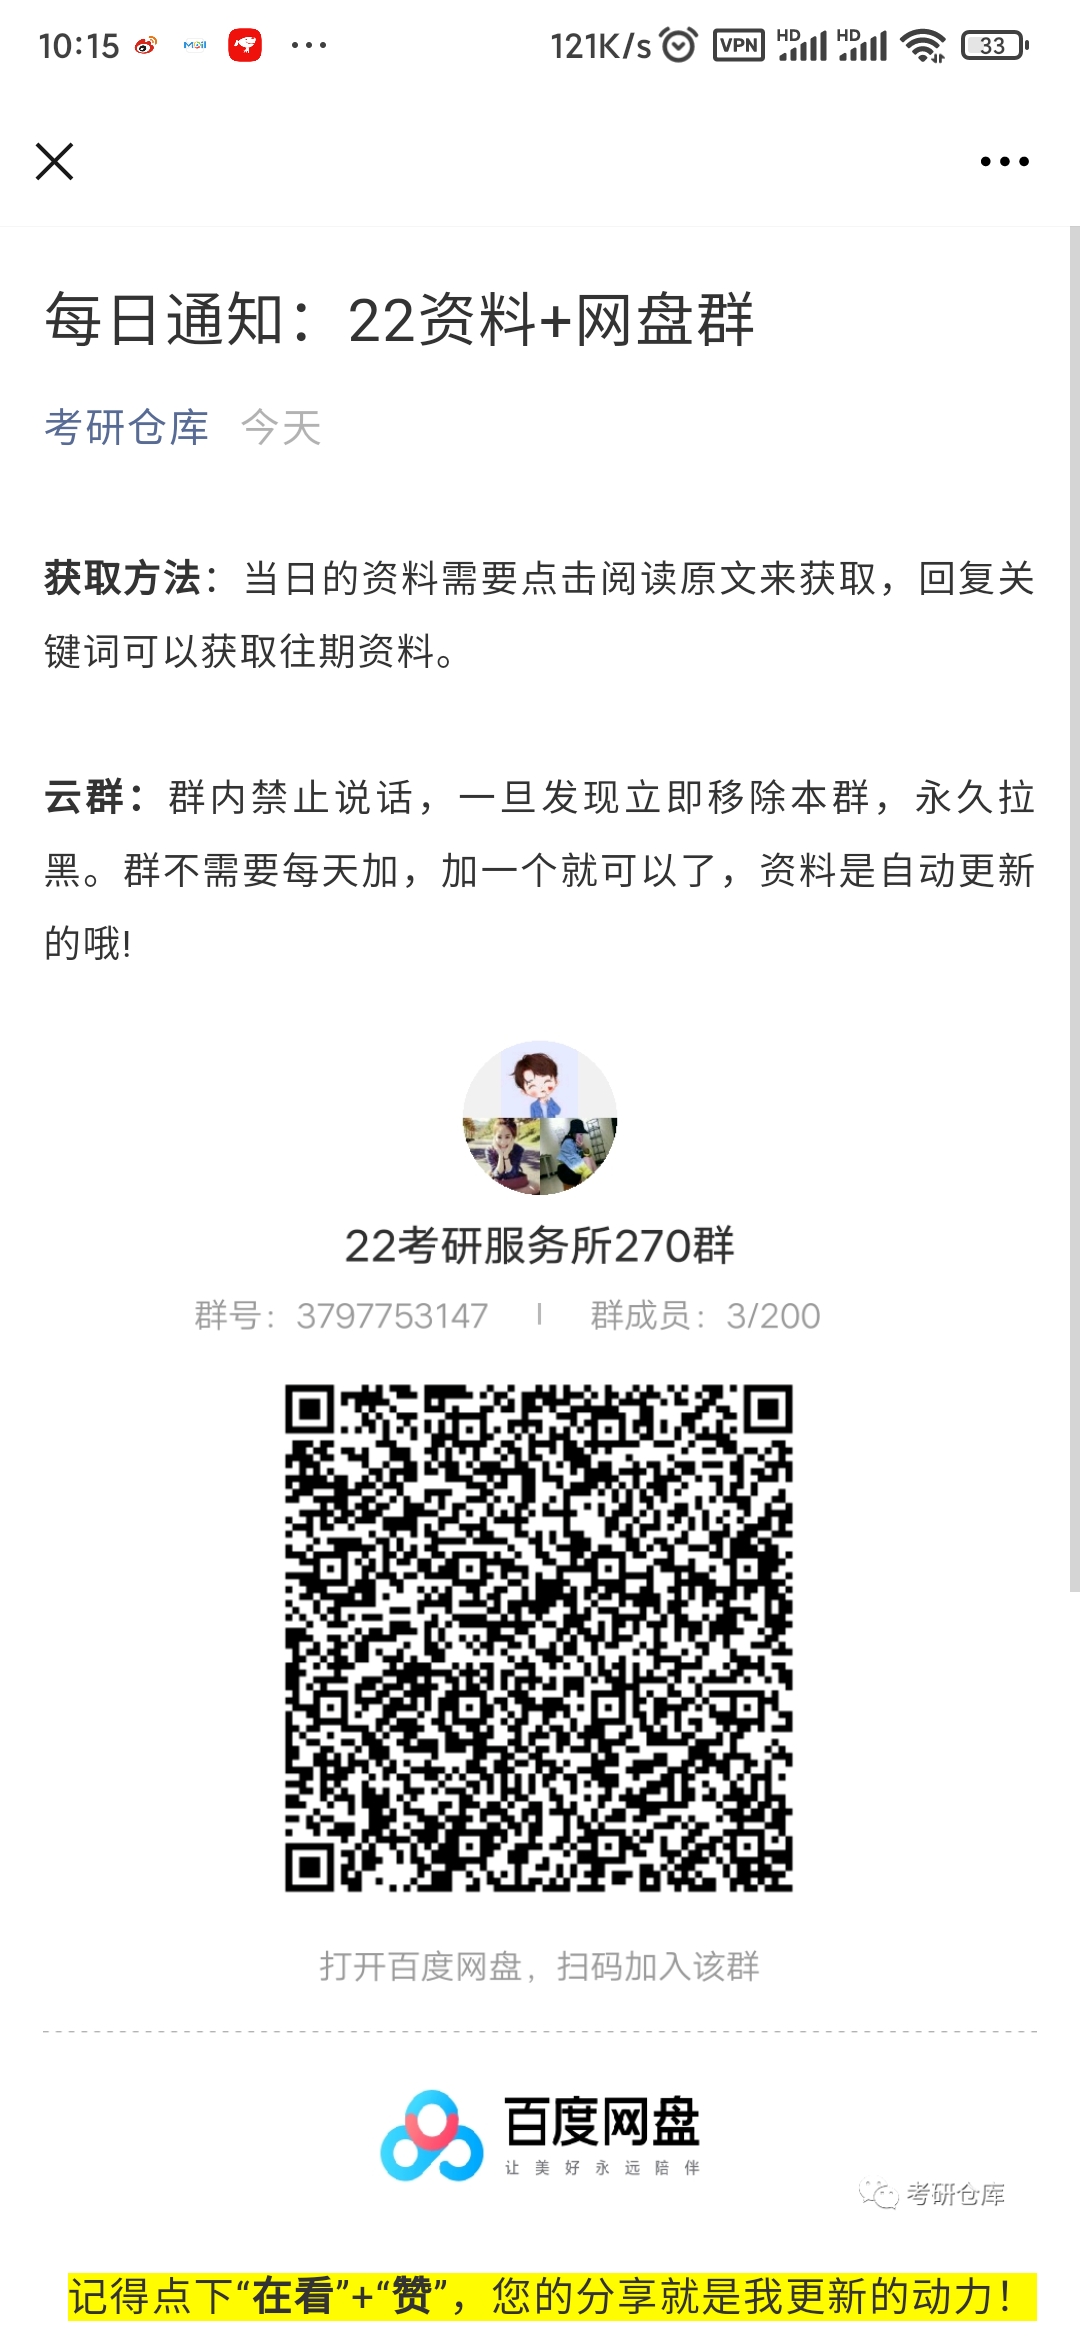 10:15
Mail
121K/s
VPN
HD
HD
33
每日通知：22资料+网盘群
考研仓库 今天
获取方法：当日的资料需要点击阅读原文来获取，回复关
键词可以获取往期资料。
云群：群内禁止说话，一旦发现立即移除本群，永久拉
黑。群不需要每天加，加一个就可以了，资料是自动更新
的哦!
22考研服务所270群
群号：3797753147 | 群成员：3/200
打开百度网盘，扫码加入该群
百度网盘
让美好永远陪伴
考研仓库
记得点下“在看”+“赞”，您的分享就是我更新的动力！